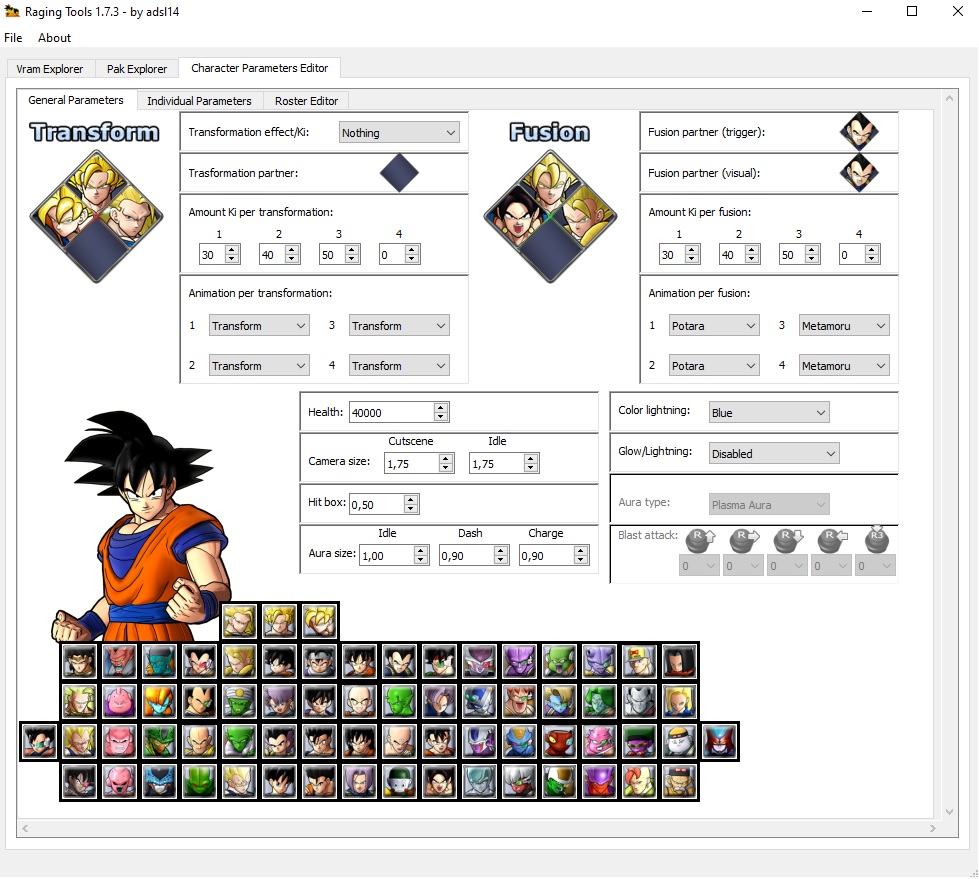 Raging Tools 1.7.3 - by adsl14
File About
Vram Explorer Pak Explorer Character Parameters Editor
General Parameters Individual Parameters Roster Editor
Transform
Transformation effect/Ki: Nothing
Trasformation partner:
Amount Ki per transformation:
1 2 3 4
30 40 50 0
Animation per transformation:
1 Transform 3 Transform
2 Transform 4 Transform
Fusion
Fusion partner (trigger):
Fusion partner (visual):
Amount Ki per fusion:
1 2 3 4
30 40 50 0
Animation per fusion:
1 Potara 3 Metamoru
2 Potara 4 Metamoru
Health: 40000
Cutscene Idle
Camera size: 1,75 1,75
Hit box: 0,50
Idle Dash Charge
Aura size: 1,00 0,90 0,90
Color lightning: Blue
Glow/Lightning: Disabled
Aura type: Plasma Aura
Blast attack: R R R R R3
0 0 0 0 0